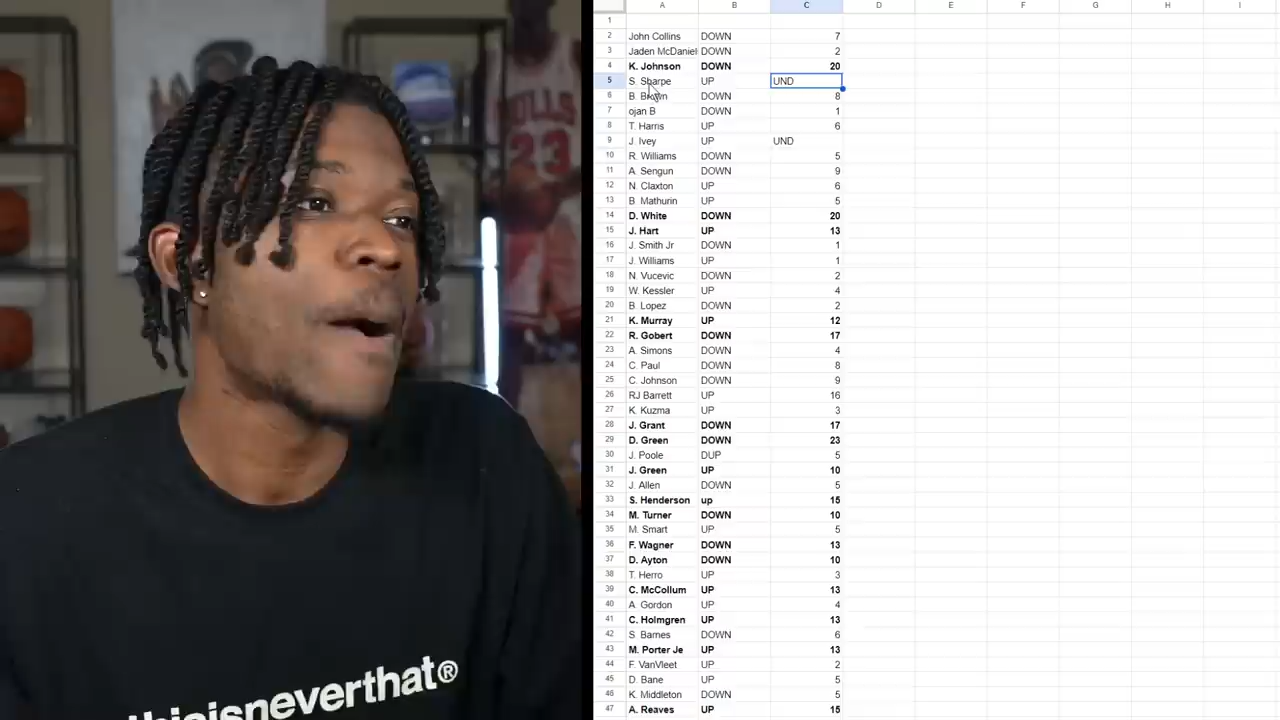 BULLS
23
thisisneverthat®
A B C D E F G H I
1
2 John Collins DOWN 7
3 Jaden McDaniel DOWN 2
4 K. Johnson DOWN 20
5 S. Sharpe UP UND
6 B. Brown DOWN 8
7 ojan B DOWN 1
8 T. Harris UP 6
9 J. Ivey UP UND
10 R. Williams DOWN 5
11 A. Sengun DOWN 9
12 N. Claxton UP 6
13 B. Mathurin UP 5
14 D. White DOWN 20
15 J. Hart UP 13
16 J. Smith Jr DOWN 1
17 J. Williams UP 1
18 N. Vucevic DOWN 2
19 W. Kessler UP 4
20 B. Lopez DOWN 2
21 K. Murray UP 12
22 R. Gobert DOWN 17
23 A. Simons DOWN 4
24 C. Paul DOWN 8
25 C. Johnson DOWN 9
26 RJ Barrett UP 16
27 K. Kuzma UP 3
28 J. Grant DOWN 17
29 D. Green DOWN 23
30 J. Poole DUP 5
31 J. Green UP 10
32 J. Allen DOWN 5
33 S. Henderson up 15
34 M. Turner DOWN 10
35 M. Smart UP 5
36 F. Wagner DOWN 13
37 D. Ayton DOWN 10
38 T. Herro UP 3
39 C. McCollum UP 13
40 A. Gordon UP 4
41 C. Holmgren UP 13
42 S. Barnes DOWN 6
43 M. Porter Je UP 13
44 F. VanVleet UP 2
45 D. Bane UP 5
46 K. Middleton DOWN 5
47 A. Reaves UP 15